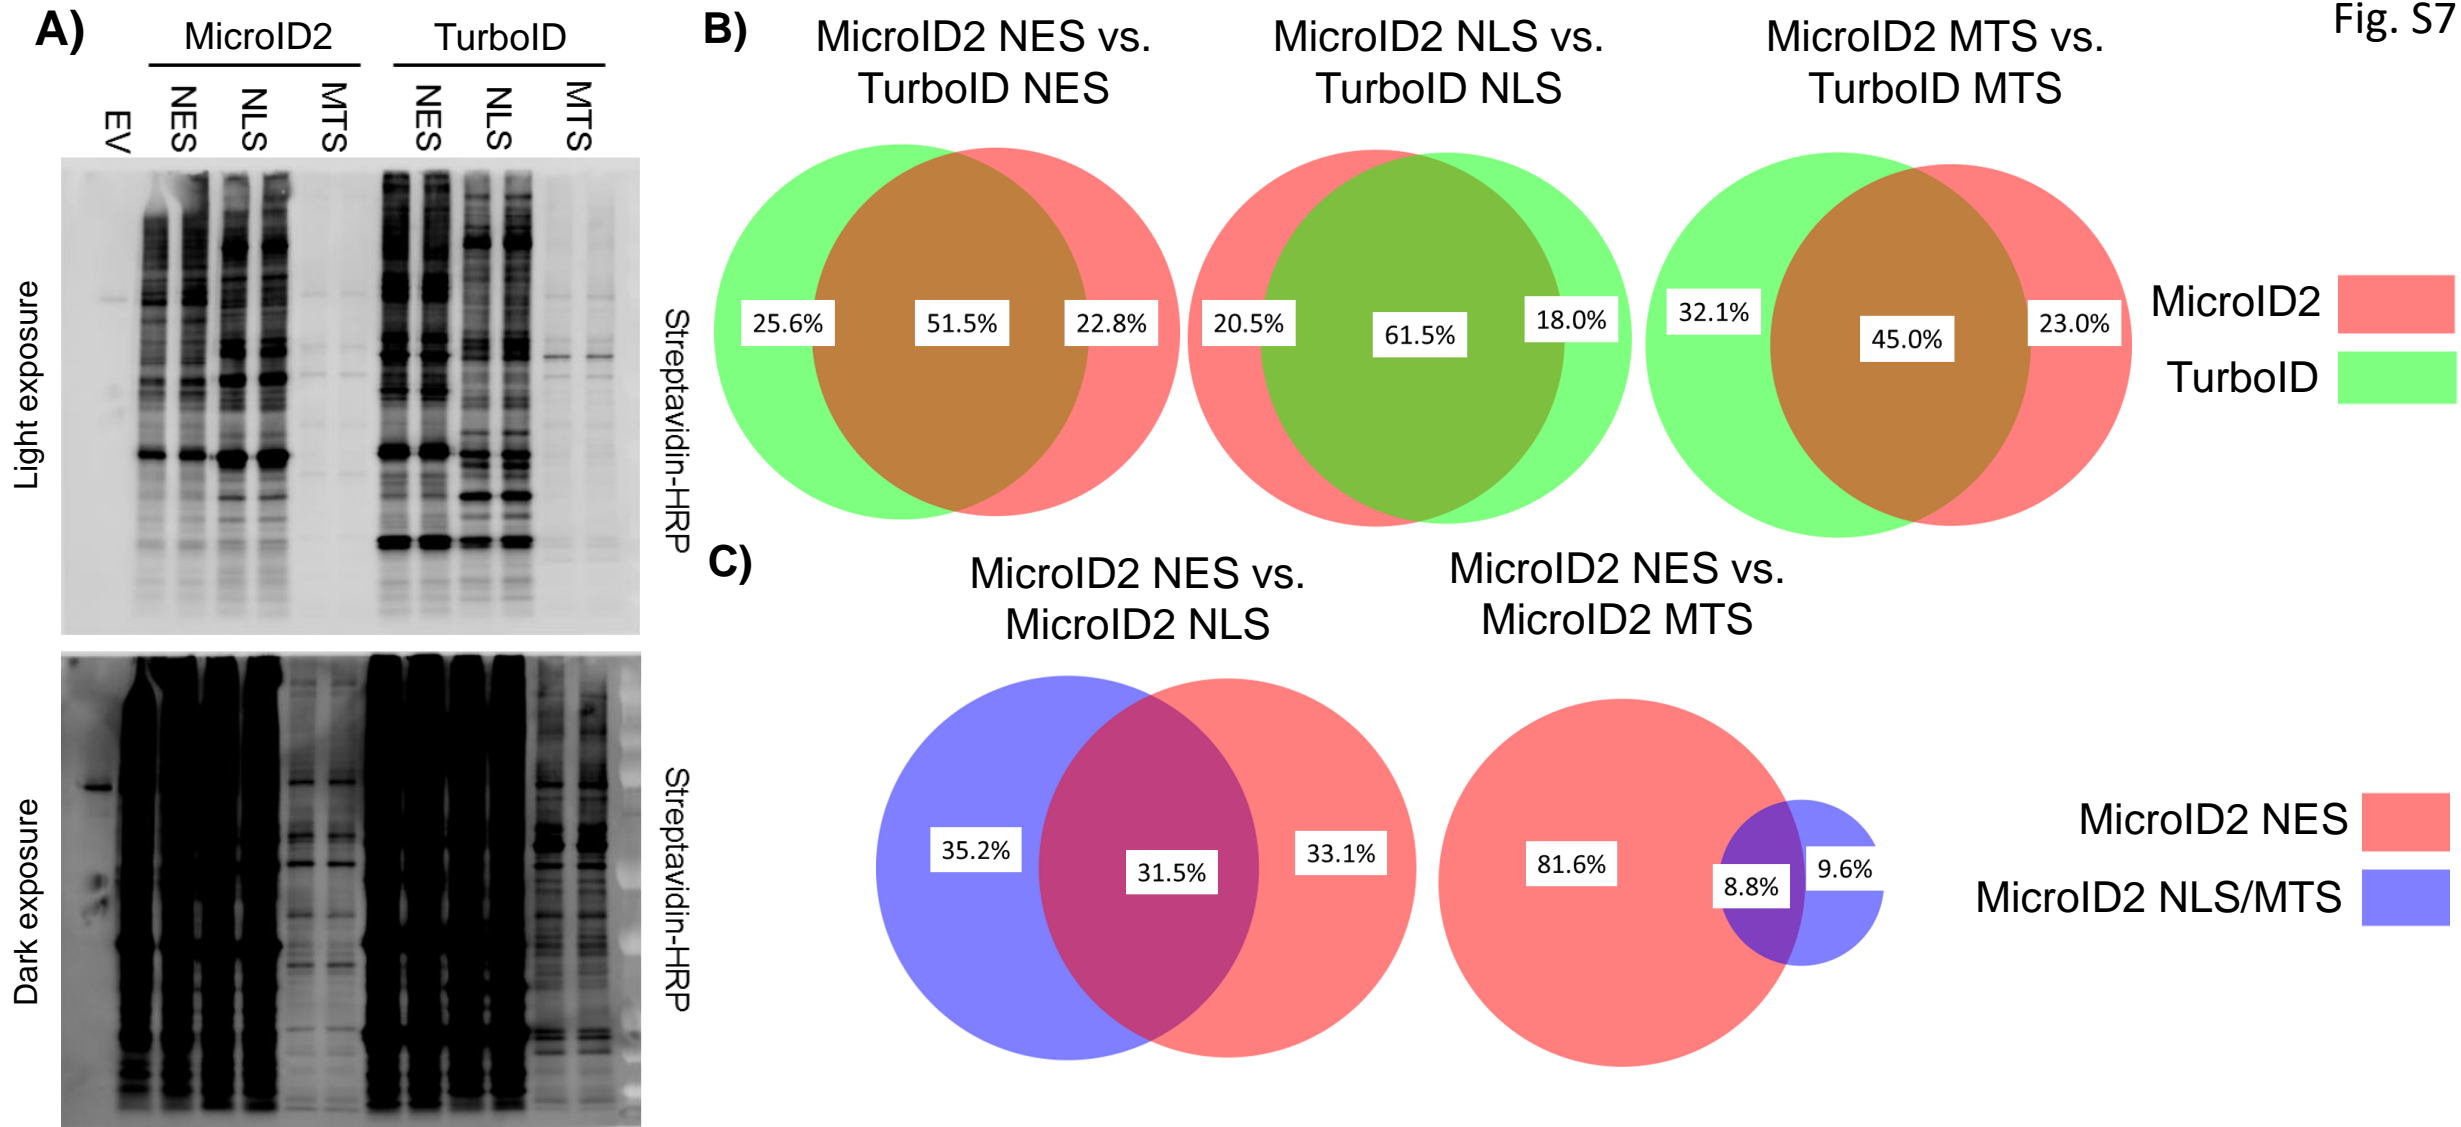 Fig. S7
A)
MicroID2
TurboID
EV
NES
NLS
MTS
NES
NLS
MTS
Light exposure
Streptavidin-HRP
Dark exposure
Streptavidin-HRP
B)
MicroID2 NES vs.
TurboID NES
MicroID2 NLS vs.
TurboID NLS
MicroID2 MTS vs.
TurboID MTS
25.6%
51.5%
22.8%
20.5%
61.5%
18.0%
32.1%
45.0%
23.0%
MicroID2
TurboID
C)
MicroID2 NES vs.
MicroID2 NLS
MicroID2 NES vs.
MicroID2 MTS
35.2%
31.5%
33.1%
81.6%
8.8%
9.6%
MicroID2 NES
MicroID2 NLS/MTS